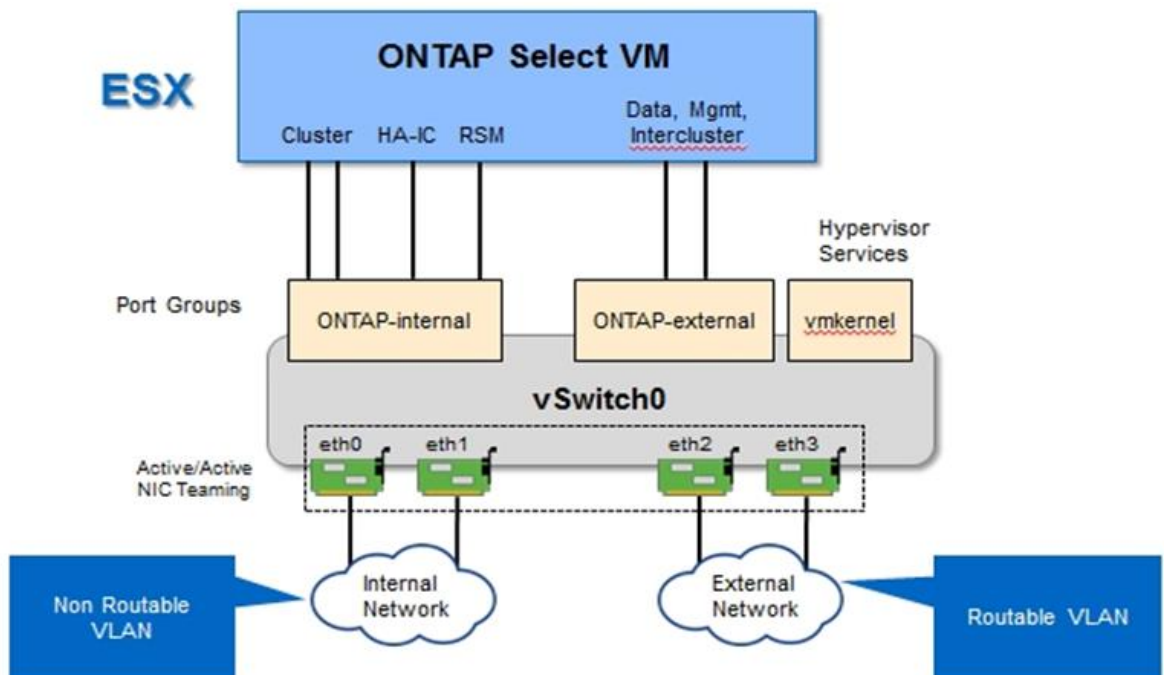 ESX
ONTAP Select VM
Cluster
HA-IC
RSM
Data, Mgmt,
Intercluster
Hypervisor
Services
Port Groups
ONTAP-internal
ONTAP-external
vmkernel
vSwitch0
eth0
eth1
eth2
eth3
Active/Active
NIC Teaming
Internal
Network
External
Network
Non Routable
VLAN
Routable VLAN